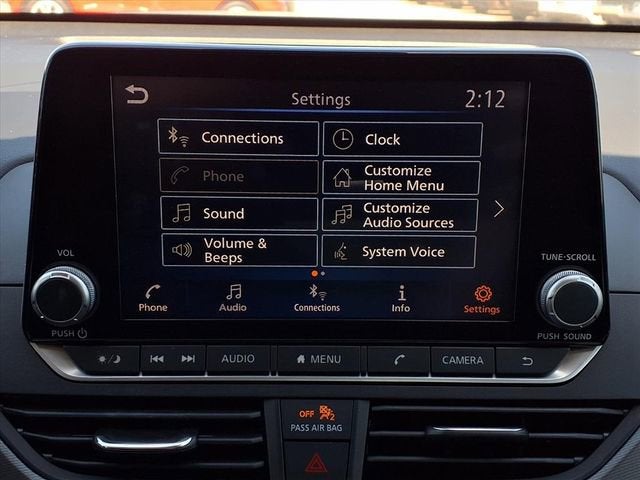 Settings
2:12
Connections
Clock
Phone
Customize
Home Menu
Sound
Customize
Audio Sources
Volume &
Beeps
System Voice
Phone
Audio
Connections
Info
Settings
VOL
PUSH
TUNE·SCROLL
PUSH SOUND
AUDIO
MENU
CAMERA
OFF
2
PASS AIR BAG